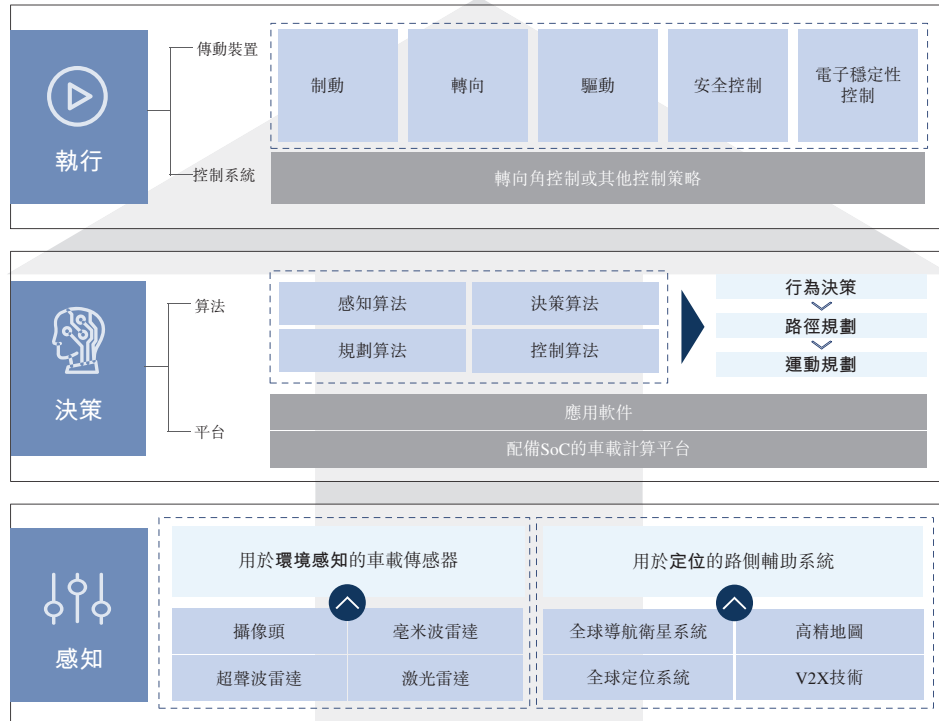 執行
傳動裝置
制動
轉向
驅動
安全控制
電子穩定性
控制
控制系統
轉向角控制或其他控制策略
決策
算法
感知算法
決策算法
規劃算法
控制算法
行為決策
路徑規劃
運動規劃
平台
應用軟件
配備SoC的車載計算平台
感知
用於環境感知的車載傳感器
攝像頭
毫米波雷達
超聲波雷達
激光雷達
用於定位的路側輔助系統
全球導航衛星系統
高精地圖
全球定位系統
V2X技術